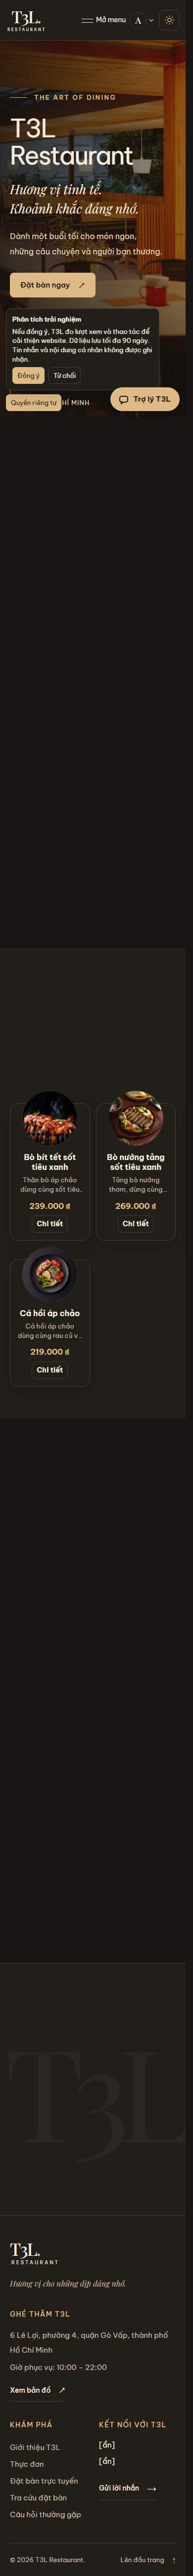 T3L.
RESTAURANT
Mở menu
A
THE ART OF DINING
T3L
Restaurant
Hương vị tinh tế.
Khoảnh khắc đáng nhớ.
Dành một buổi tối cho món ngon,
những câu chuyện và người bạn thương.
Đặt bàn ngay ↗
Phân tích trải nghiệm
Nếu đồng ý, T3L đo lượt xem và thao tác để
cải thiện website. Dữ liệu lưu tối đa 90 ngày.
Tin nhắn và nội dung cá nhân không được ghi
nhận.
Đồng ý
Từ chối
Quyền riêng tư
HÍ MINH
Trợ lý T3L
Bò bít tết sốt
tiêu xanh
Thăn bò áp chảo
dùng cùng sốt tiêu…
239.000 ₫
Chi tiết
Bò nướng tảng
sốt tiêu xanh
Tảng bò nướng
thơm, dùng cùng…
269.000 ₫
Chi tiết
Cá hồi áp chảo
Cá hồi áp chảo
dùng cùng rau củ v…
219.000 ₫
Chi tiết
T3L
T3L.
RESTAURANT
Hương vị cho những dịp đáng nhớ.
GHÉ THĂM T3L
6 Lê Lợi, phường 4, quận Gò Vấp, thành phố
Hồ Chí Minh
Giờ phục vụ: 10:00 – 22:00
Xem bản đồ ↗
KHÁM PHÁ
Giới thiệu T3L
Thực đơn
Đặt bàn trực tuyến
Tra cứu đặt bàn
Câu hỏi thường gặp
KẾT NỐI VỚI T3L
[ẩn]
[ẩn]
Gửi lời nhắn →
© 2026 T3L Restaurant.
Lên đầu trang ↑